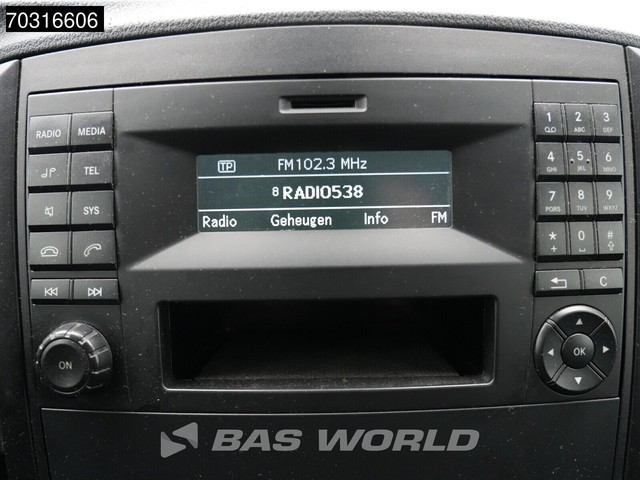 70316606
RADIO MEDIA
TEL
SYS
ON
TP FM102.3 MHz
8 RADIO538
Radio Geheugen Info FM
1 2 ABC 3 DEF
4 GHI 5 JKL 6 MNO
7 PQRS 8 TUV 9 WXYZ
* + 0 #
C
OK
BAS WORLD